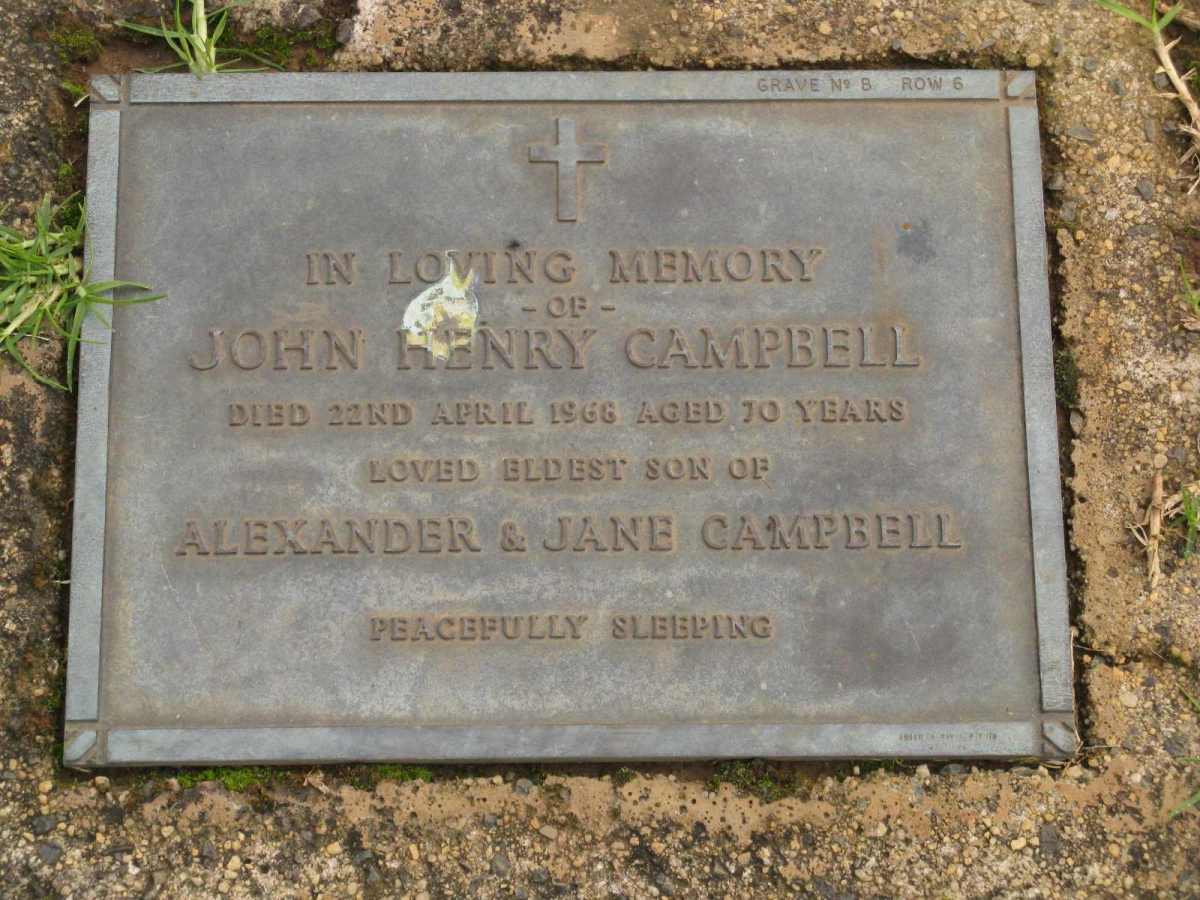 GRAVE Nº 8 ROW 6
IN LOVING MEMORY
- OF -
JOHN HENRY CAMPBELL
DIED 22ND APRIL 1968 AGED 70 YEARS
LOVED ELDEST SON OF
ALEXANDER & JANE CAMPBELL
PEACEFULLY SLEEPING